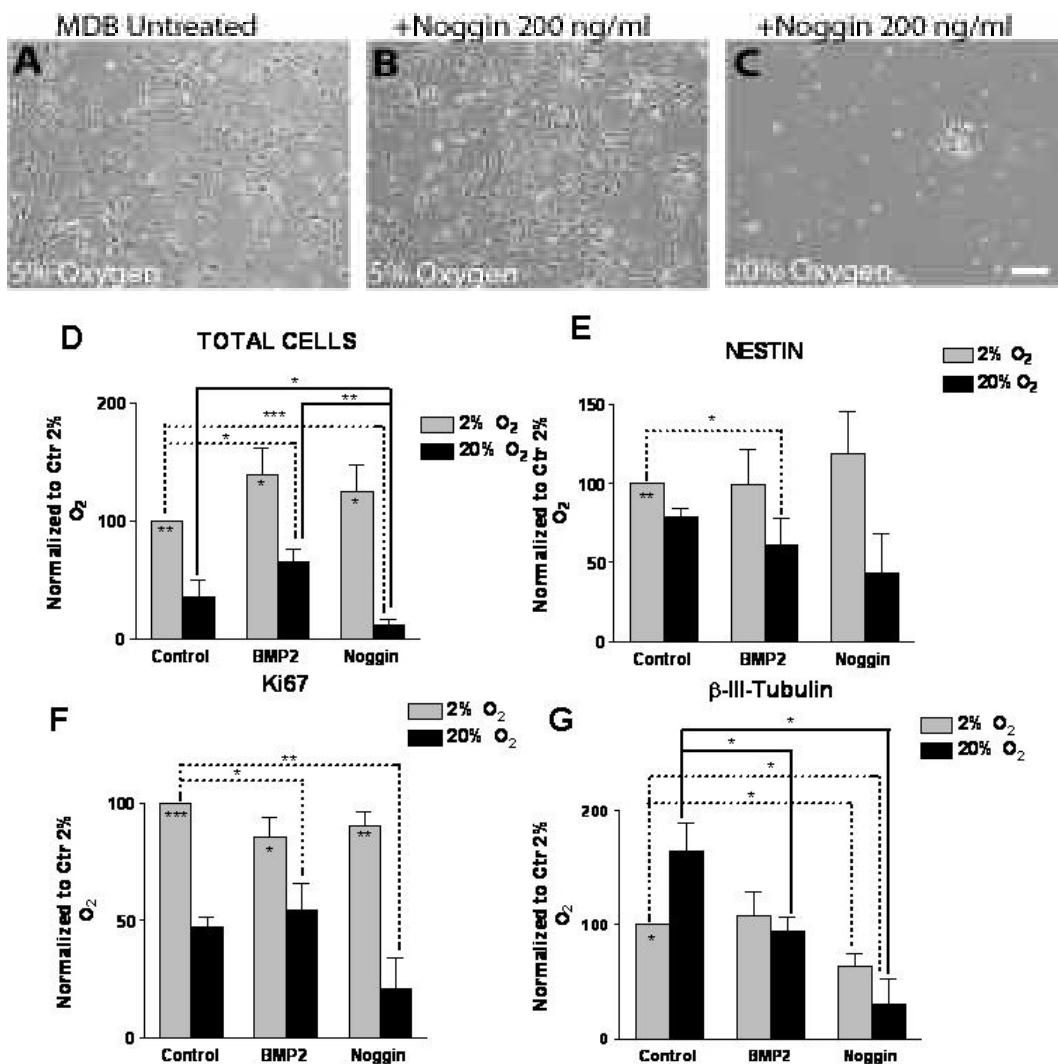 MDB Untreated
+Noggin 200 ng/ml
+Noggin 200 ng/ml
A
B
C
5% Oxygen
5% Oxygen
20% Oxygen
D
TOTAL CELLS
2% O₂
20% O₂
Normalized to Ctr 2%
O₂
200
100
0
*
***
**
*
**
*
*
Control
BMP2
Noggin
E
NESTIN
2% O₂
20% O₂
Normalized to Ctr 2%
O₂
150
100
50
0
*
**
Control
BMP2
Noggin
F
Ki67
2% O₂
20% O₂
Normalized to Ctr 2%
O₂
100
50
0
**
*
***
*
**
Control
BMP2
Noggin
G
β-III-Tubulin
2% O₂
20% O₂
Normalized to Ctr 2%
O₂
200
100
0
*
*
*
*
*
Control
BMP2
Noggin